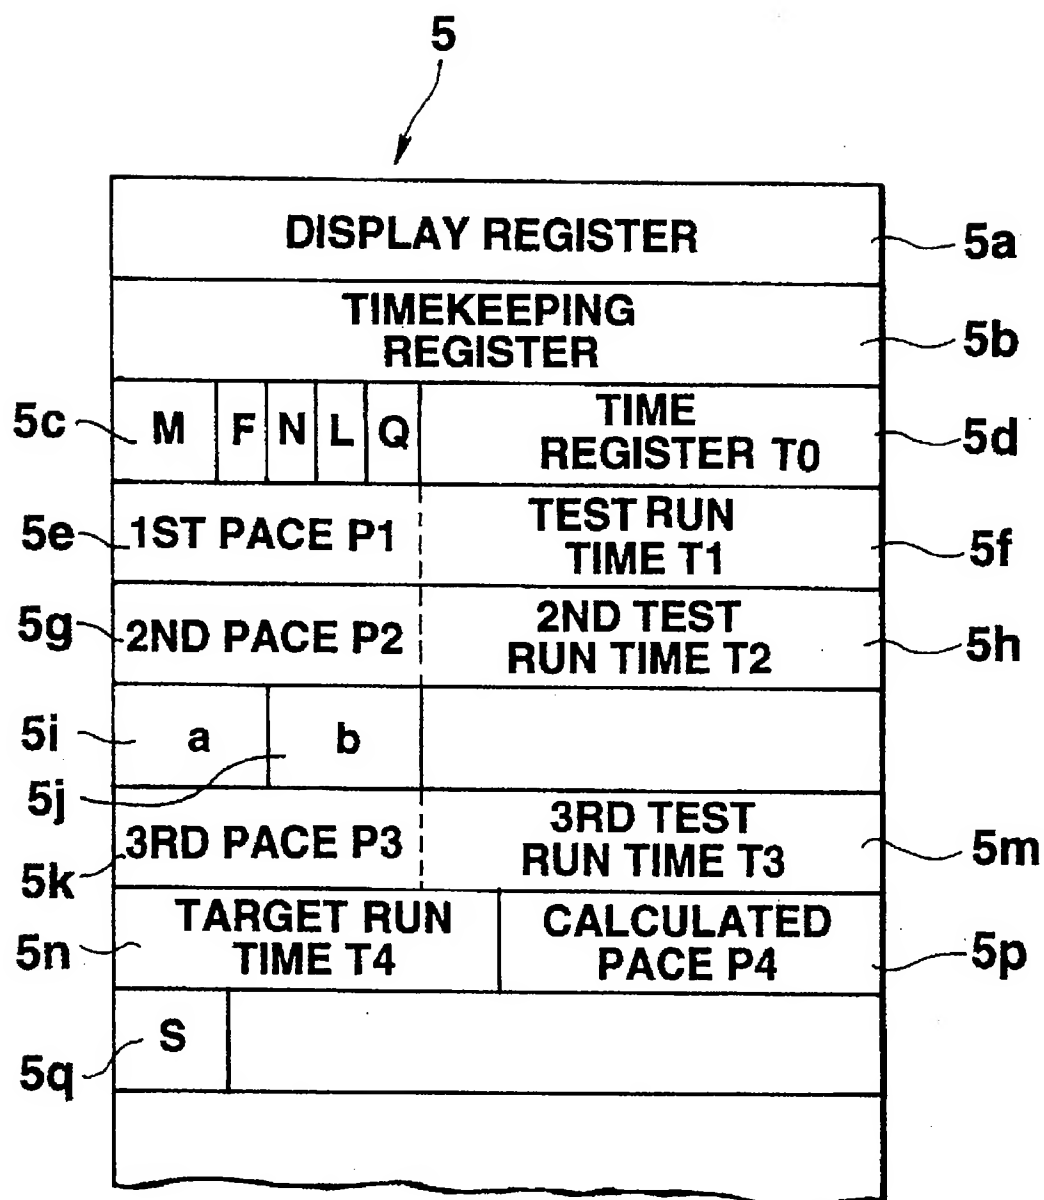 5
DISPLAY REGISTER
5a
TIMEKEEPING
REGISTER
5b
5c
M F N L Q
TIME
REGISTER T0
5d
5e
1ST PACE P1
TEST RUN
TIME T1
5f
5g
2ND PACE P2
2ND TEST
RUN TIME T2
5h
5i
a
b
5j
5k
3RD PACE P3
3RD TEST
RUN TIME T3
5m
5n
TARGET RUN
TIME T4
CALCULATED
PACE P4
5p
S
5q